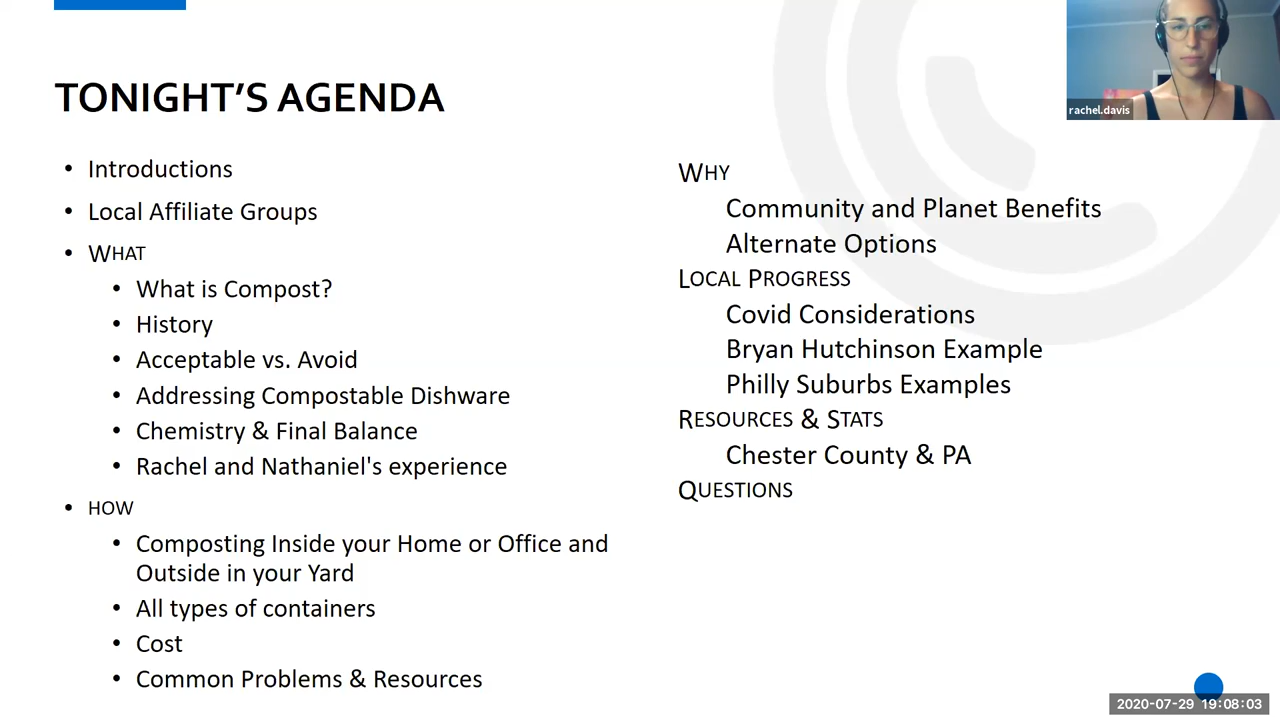 TONIGHT'S AGENDA
• Introductions
• Local Affiliate Groups
• WHAT
• What is Compost?
• History
• Acceptable vs. Avoid
• Addressing Compostable Dishware
• Chemistry & Final Balance
• Rachel and Nathaniel's experience
• HOW
• Composting Inside your Home or Office and
Outside in your Yard
• All types of containers
• Cost
• Common Problems & Resources
WHY
Community and Planet Benefits
Alternate Options
LOCAL PROGRESS
Covid Considerations
Bryan Hutchinson Example
Philly Suburbs Examples
RESOURCES & STATS
Chester County & PA
QUESTIONS
rachel.davis
2020-07-29 19:08:03